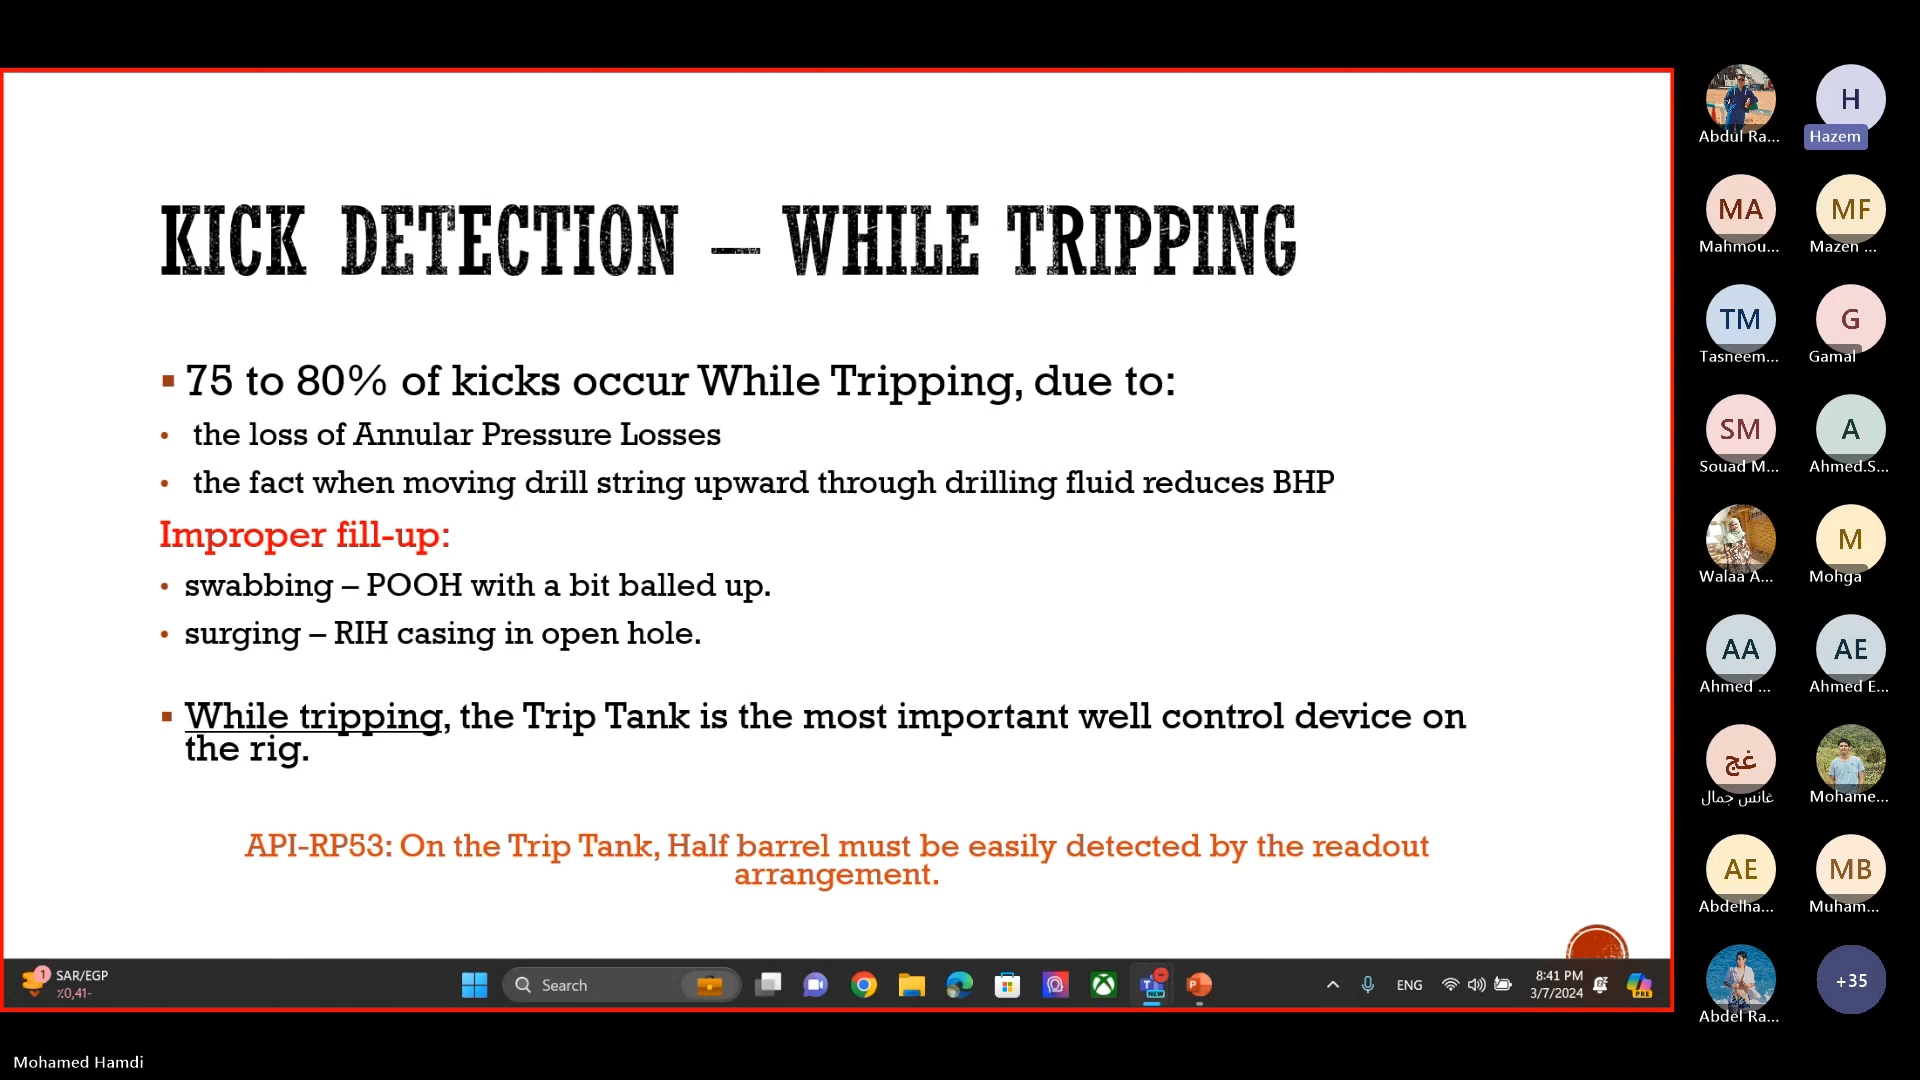 KICK DETECTION – WHILE TRIPPING
75 to 80% of kicks occur While Tripping, due to:
the loss of Annular Pressure Losses
the fact when moving drill string upward through drilling fluid reduces BHP
Improper fill-up:
swabbing – POOH with a bit balled up.
surging – RIH casing in open hole.
While tripping, the Trip Tank is the most important well control device on
the rig.
API-RP53: On the Trip Tank, Half barrel must be easily detected by the readout
arrangement.
1
SAR/EGP
٪0,41-
Search
NEW
ENG
8:41 PM
3/7/2024
PRE
Mohamed Hamdi
Abdul Ra...
H
Hazem
MA
Mahmou...
MF
Mazen ...
TM
Tasneem...
G
Gamal
SM
Souad M...
A
Ahmed.S...
Walaa A...
M
Mohga
AA
Ahmed ...
AE
Ahmed E...
غج
غانس جمال
Mohame...
AE
Abdelha...
MB
Muham...
Abdel Ra...
+35